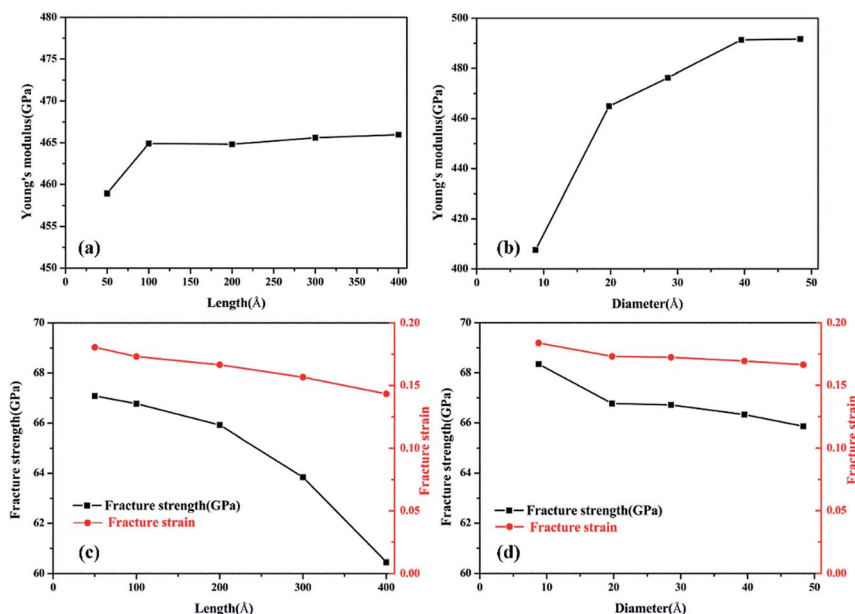 480
475
470
465
460
455
450
Young's modulus(GPa)
(a)
0 50 100 150 200 250 300 350 400
Length(Å)
500
480
460
440
420
400
Young's modulus(GPa)
(b)
0 10 20 30 40 50
Diameter(Å)
70
68
66
64
62
60
Fracture strength(GPa)
Fracture strength(GPa)
Fracture strain
(c)
0 100 200 300 400
Length(Å)
0.20
0.15
0.10
0.05
0.00
Fracture strain
70
68
66
64
62
60
Fracture strength(GPa)
Fracture strength(GPa)
Fracture strain
(d)
0 10 20 30 40 50
Diameter(Å)
0.20
0.15
0.10
0.05
0.00
Fracture strain